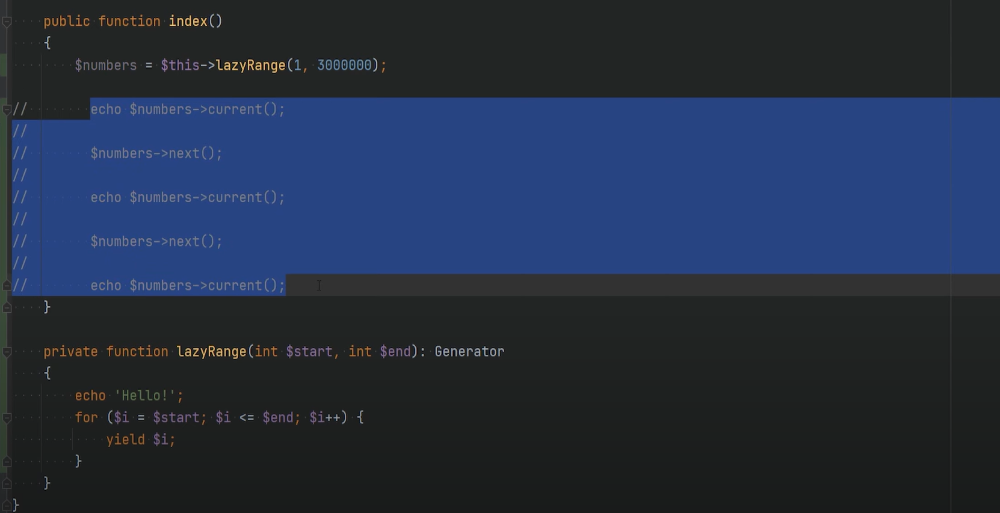 public function index()
{
$numbers = $this->lazyRange(1, 3000000);
// echo $numbers->current();
//
// $numbers->next();
//
// echo $numbers->current();
//
// $numbers->next();
//
// echo $numbers->current();
}
private function lazyRange(int $start, int $end): Generator
{
echo 'Hello!';
for ($i = $start; $i <= $end; $i++) {
yield $i;
}
}
}